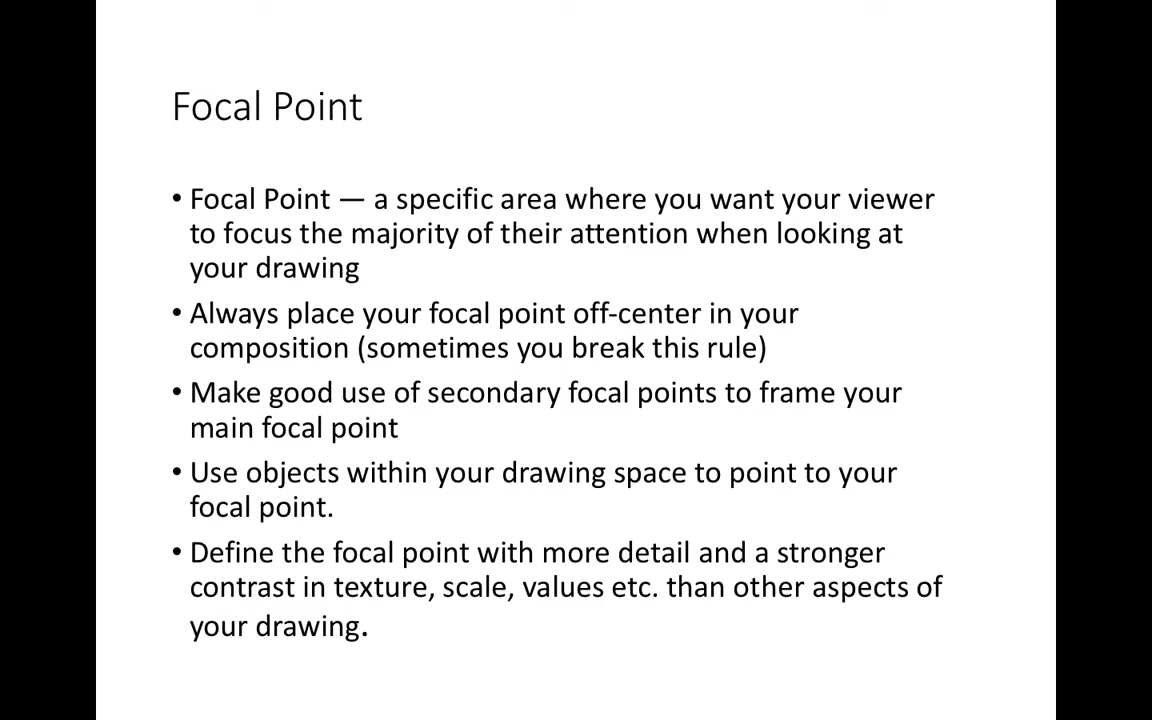 Focal Point
• Focal Point — a specific area where you want your viewer
to focus the majority of their attention when looking at
your drawing
• Always place your focal point off-center in your
composition (sometimes you break this rule)
• Make good use of secondary focal points to frame your
main focal point
• Use objects within your drawing space to point to your
focal point.
• Define the focal point with more detail and a stronger
contrast in texture, scale, values etc. than other aspects of
your drawing.